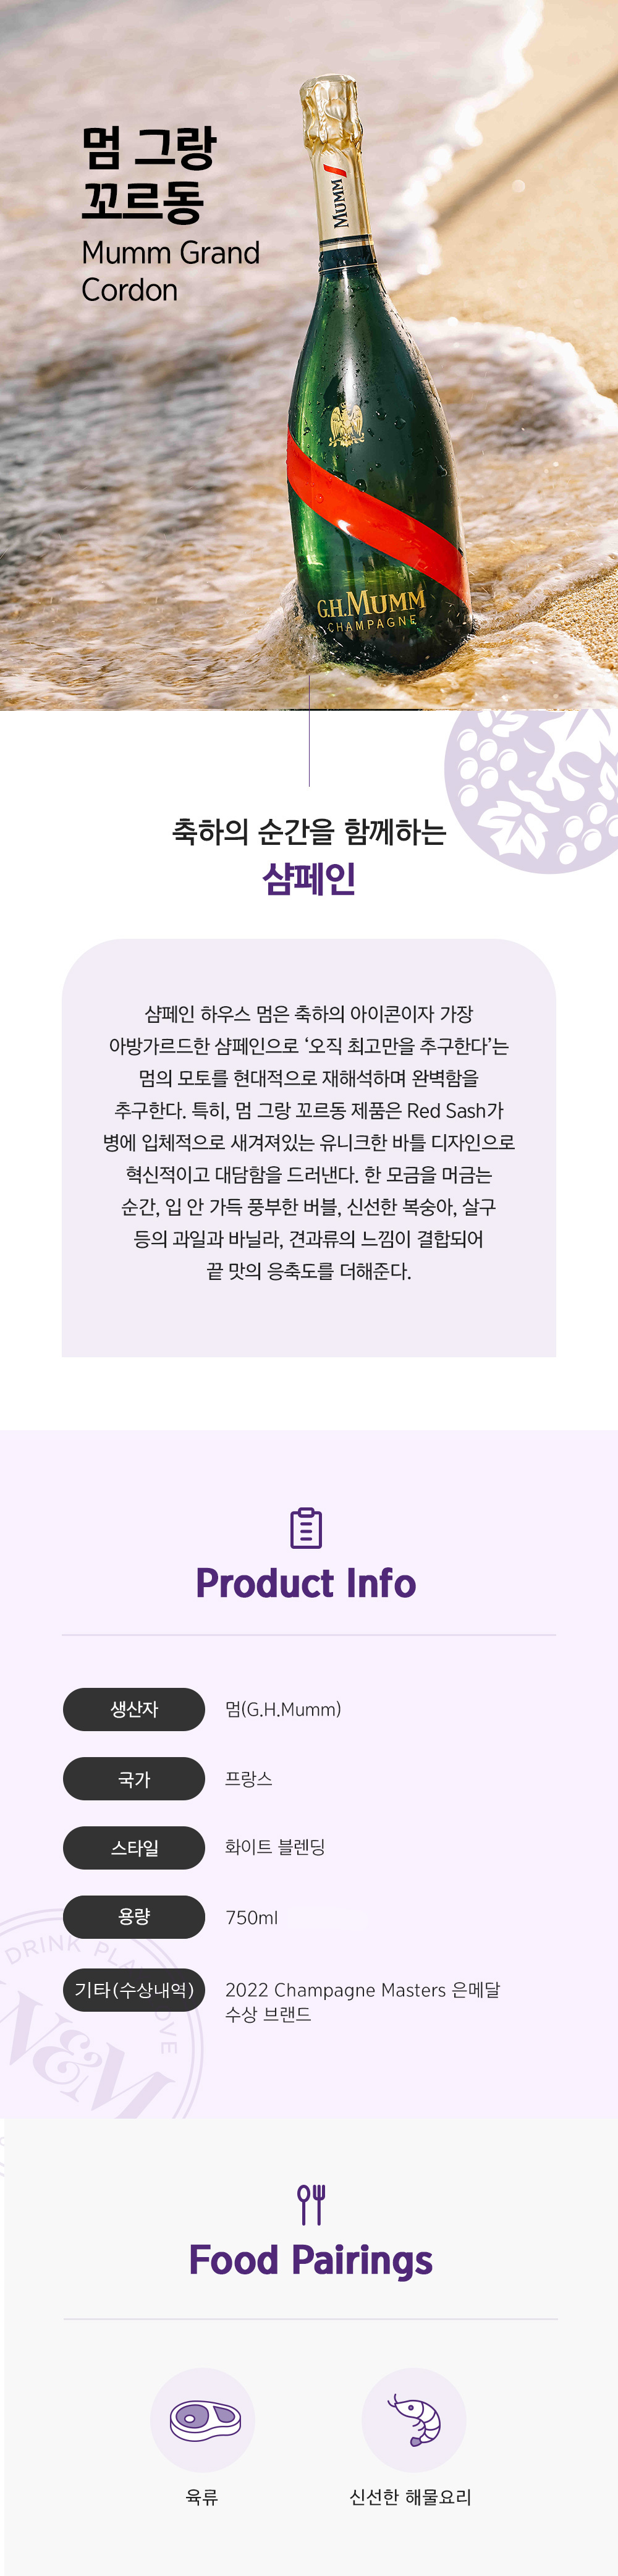 멈 그랑
꼬르동
Mumm Grand
Cordon
MUMM
G.H.MUMM
CHAMPAGNE
축하의 순간을 함께하는
샴페인
샴페인 하우스 멈은 축하의 아이콘이자 가장
아방가르드한 샴페인으로 ‘오직 최고만을 추구한다’는
멈의 모토를 현대적으로 재해석하며 완벽함을
추구한다. 특히, 멈 그랑 꼬르동 제품은 Red Sash가
병에 입체적으로 새겨져있는 유니크한 바틀 디자인으로
혁신적이고 대담함을 드러낸다. 한 모금을 머금는
순간, 입 안 가득 풍부한 버블, 신선한 복숭아, 살구
등의 과일과 바닐라, 견과류의 느낌이 결합되어
끝 맛의 응축도를 더해준다.
Product Info
생산자 멈(G.H.Mumm)
국가 프랑스
스타일 화이트 블렌딩
용량 750ml
기타(수상내역) 2022 Champagne Masters 은메달
수상 브랜드
DRINK
W&M
Food Pairings
육류 신선한 해물요리